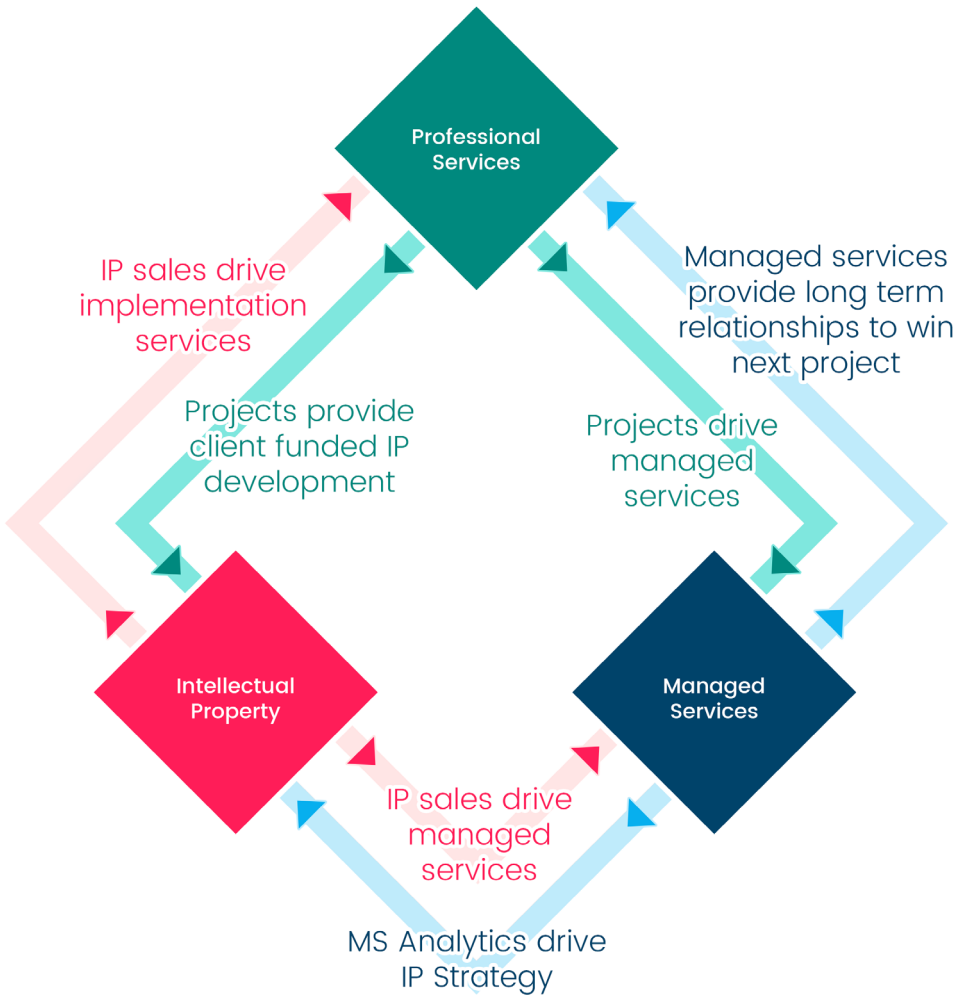 Professional
Services
IP sales drive
implementation
services
Managed services
provide long term
relationships to win
next project
Projects provide
client funded IP
development
Projects drive
managed
services
Intellectual
Property
Managed
Services
IP sales drive
managed
services
MS Analytics drive
IP Strategy